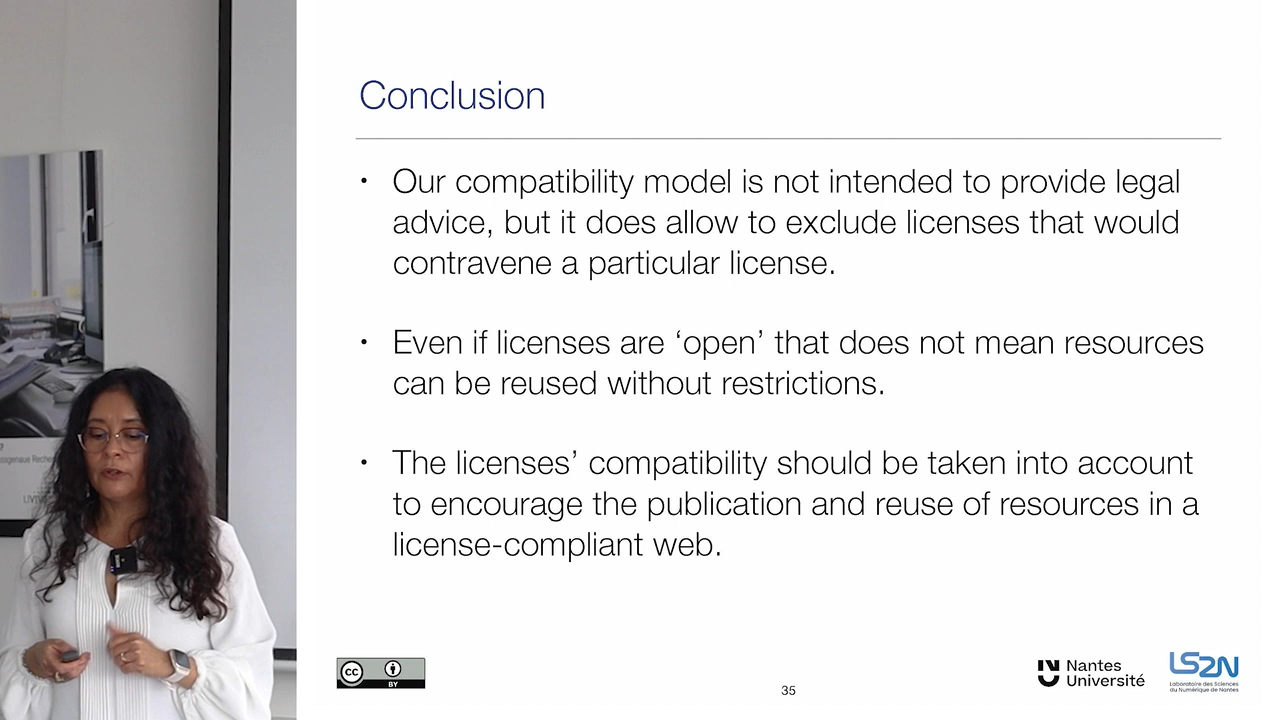 Conclusion
• Our compatibility model is not intended to provide legal
advice, but it does allow to exclude licenses that would
contravene a particular license.
• Even if licenses are ‘open’ that does not mean resources
can be reused without restrictions.
• The licenses’ compatibility should be taken into account
to encourage the publication and reuse of resources in a
license-compliant web.
cc
BY
35
Nantes
Université
LS2N
Laboratoire des Sciences
du Numérique de Nantes